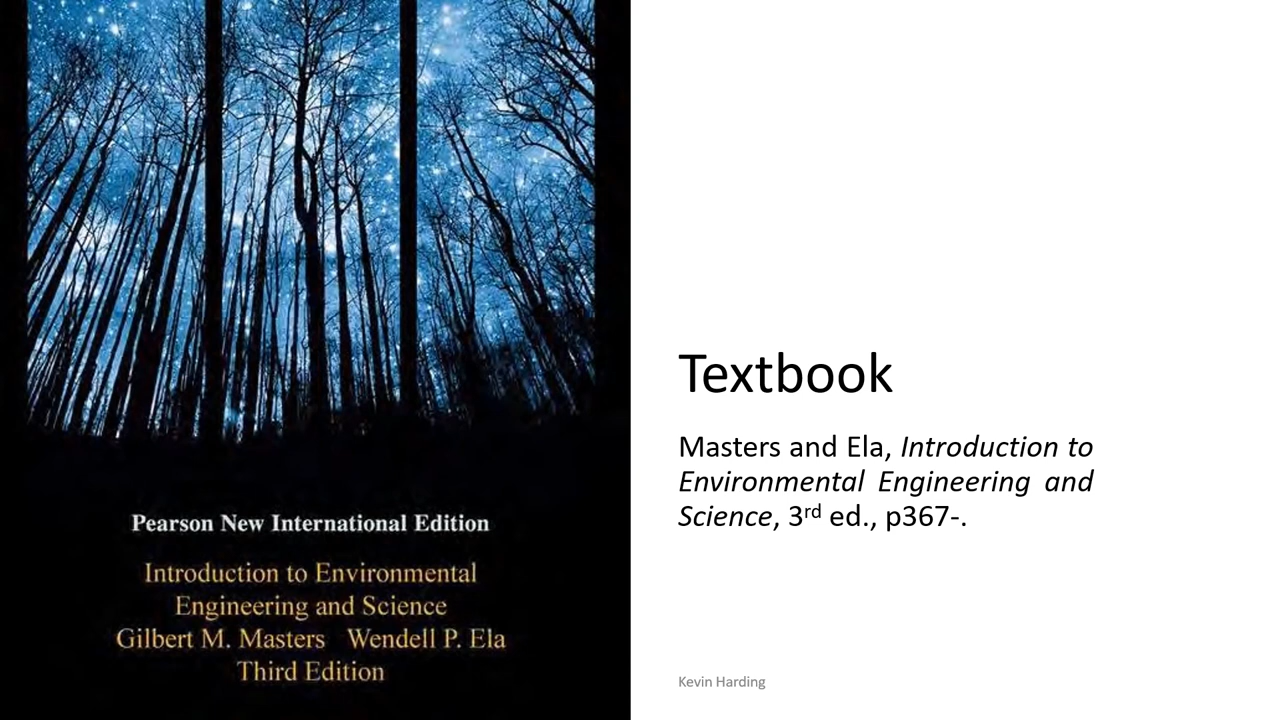 Pearson New International Edition
Introduction to Environmental
Engineering and Science
Gilbert M. Masters Wendell P. Ela
Third Edition
Textbook
Masters and Ela, Introduction to
Environmental Engineering and
Science, 3rd ed., p367-.
Kevin Harding